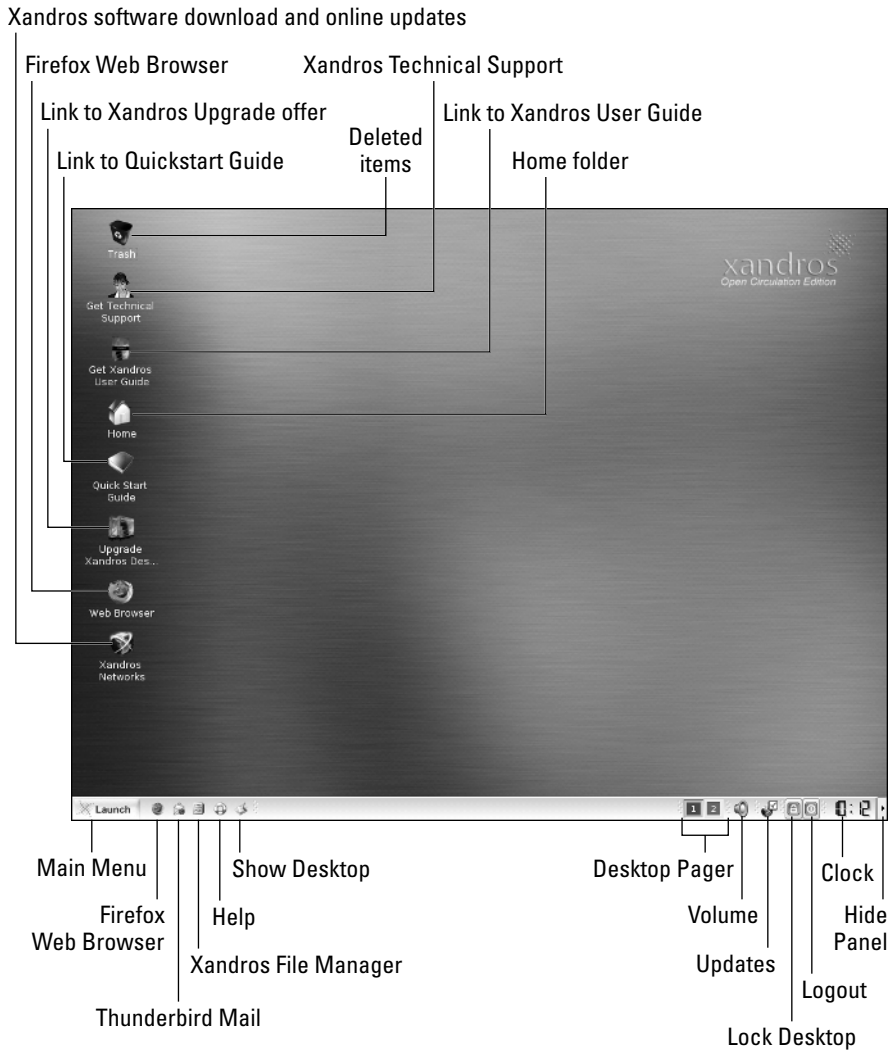 Xandros software download and online updates
Firefox Web Browser
Xandros Technical Support
Link to Xandros Upgrade offer
Link to Xandros User Guide
Deleted
items
Link to Quickstart Guide
Home folder
Trash
xandros
Open Circulation Edition
Get Technical
Support
Get Xandros
User Guide
Home
Quick Start
Guide
Upgrade
Xandros Des...
Web Browser
Xandros
Networks
Launch
1
2
0:12
Main Menu
Show Desktop
Desktop Pager
Clock
Firefox
Web Browser
Help
Volume
Hide
Panel
Xandros File Manager
Updates
Logout
Thunderbird Mail
Lock Desktop